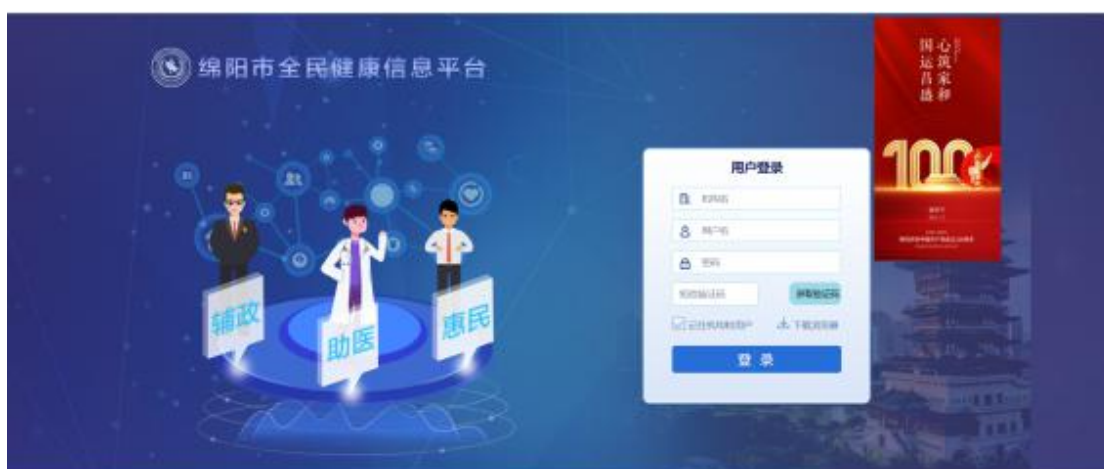 绵阳市全民健康信息平台
心筑家和
国运昌盛
100
用户登录
机构名
用户名
密码
短信验证码
获取验证码
记住机构和用户
下载浏览器
登 录
辅政
助医
惠民